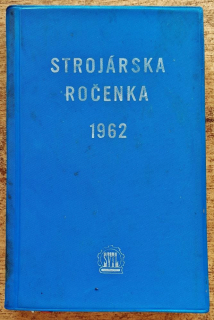 STROJÁRSKA
ROČENKA
1962
SVTL